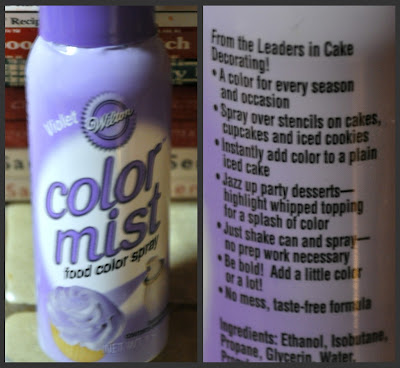 Recipe
Violet
Wilton
color
mist
food color spray
NET
From the Leaders in Cake
Decorating!
• A color for every season
and occasion
• Spray over stencils on cakes,
cupcakes and iced cookies
• Instantly add color to a plain
iced cake
• Jazz up party desserts—
highlight whipped topping
for a splash of color
• Just shake can and spray—
no prep work necessary
• Be bold! Add a little color
or a lot!
• No mess, taste-free formula
Ingredients: Ethanol, Isobutane,
Propane, Glycerin, Water,